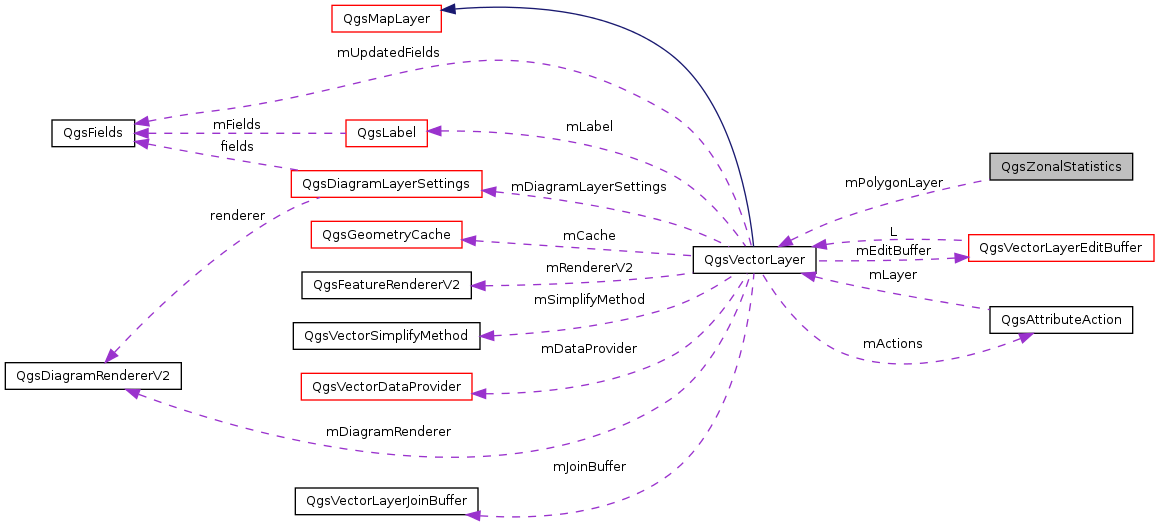 QgsMapLayer
mUpdatedFields
QgsFields
mFields
QgsLabel
mLabel
fields
QgsZonalStatistics
QgsDiagramLayerSettings
mDiagramLayerSettings
mPolygonLayer
renderer
QgsGeometryCache
mCache
L
QgsVectorLayerEditBuffer
mEditBuffer
QgsVectorLayer
mRendererV2
mLayer
QgsFeatureRendererV2
mSimplifyMethod
QgsAttributeAction
QgsVectorSimplifyMethod
mDataProvider
mActions
QgsDiagramRendererV2
QgsVectorDataProvider
mDiagramRenderer
mJoinBuffer
QgsVectorLayerJoinBuffer